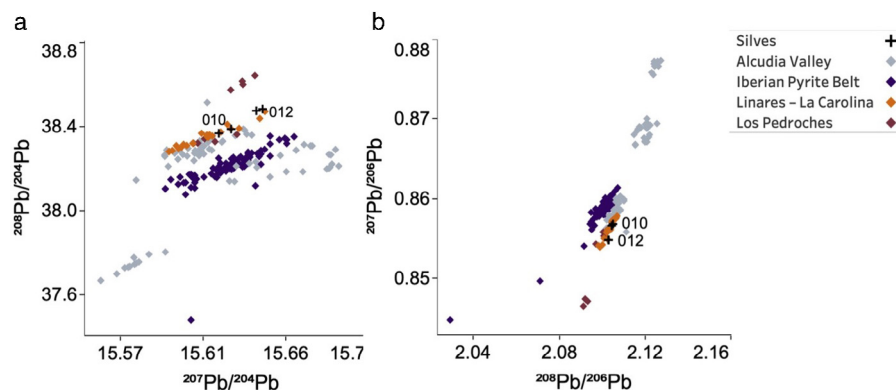 a
38.8
38.4
38.0
37.6
²⁰⁸Pb/²⁰⁴Pb
010
012
15.57
15.61
15.66
15.7
²⁰⁷Pb/²⁰⁴Pb
b
0.88
0.87
0.86
0.85
²⁰⁷Pb/²⁰⁶Pb
010
012
2.04
2.08
2.12
2.16
²⁰⁸Pb/²⁰⁶Pb
Silves
Alcudia Valley
Iberian Pyrite Belt
Linares – La Carolina
Los Pedroches